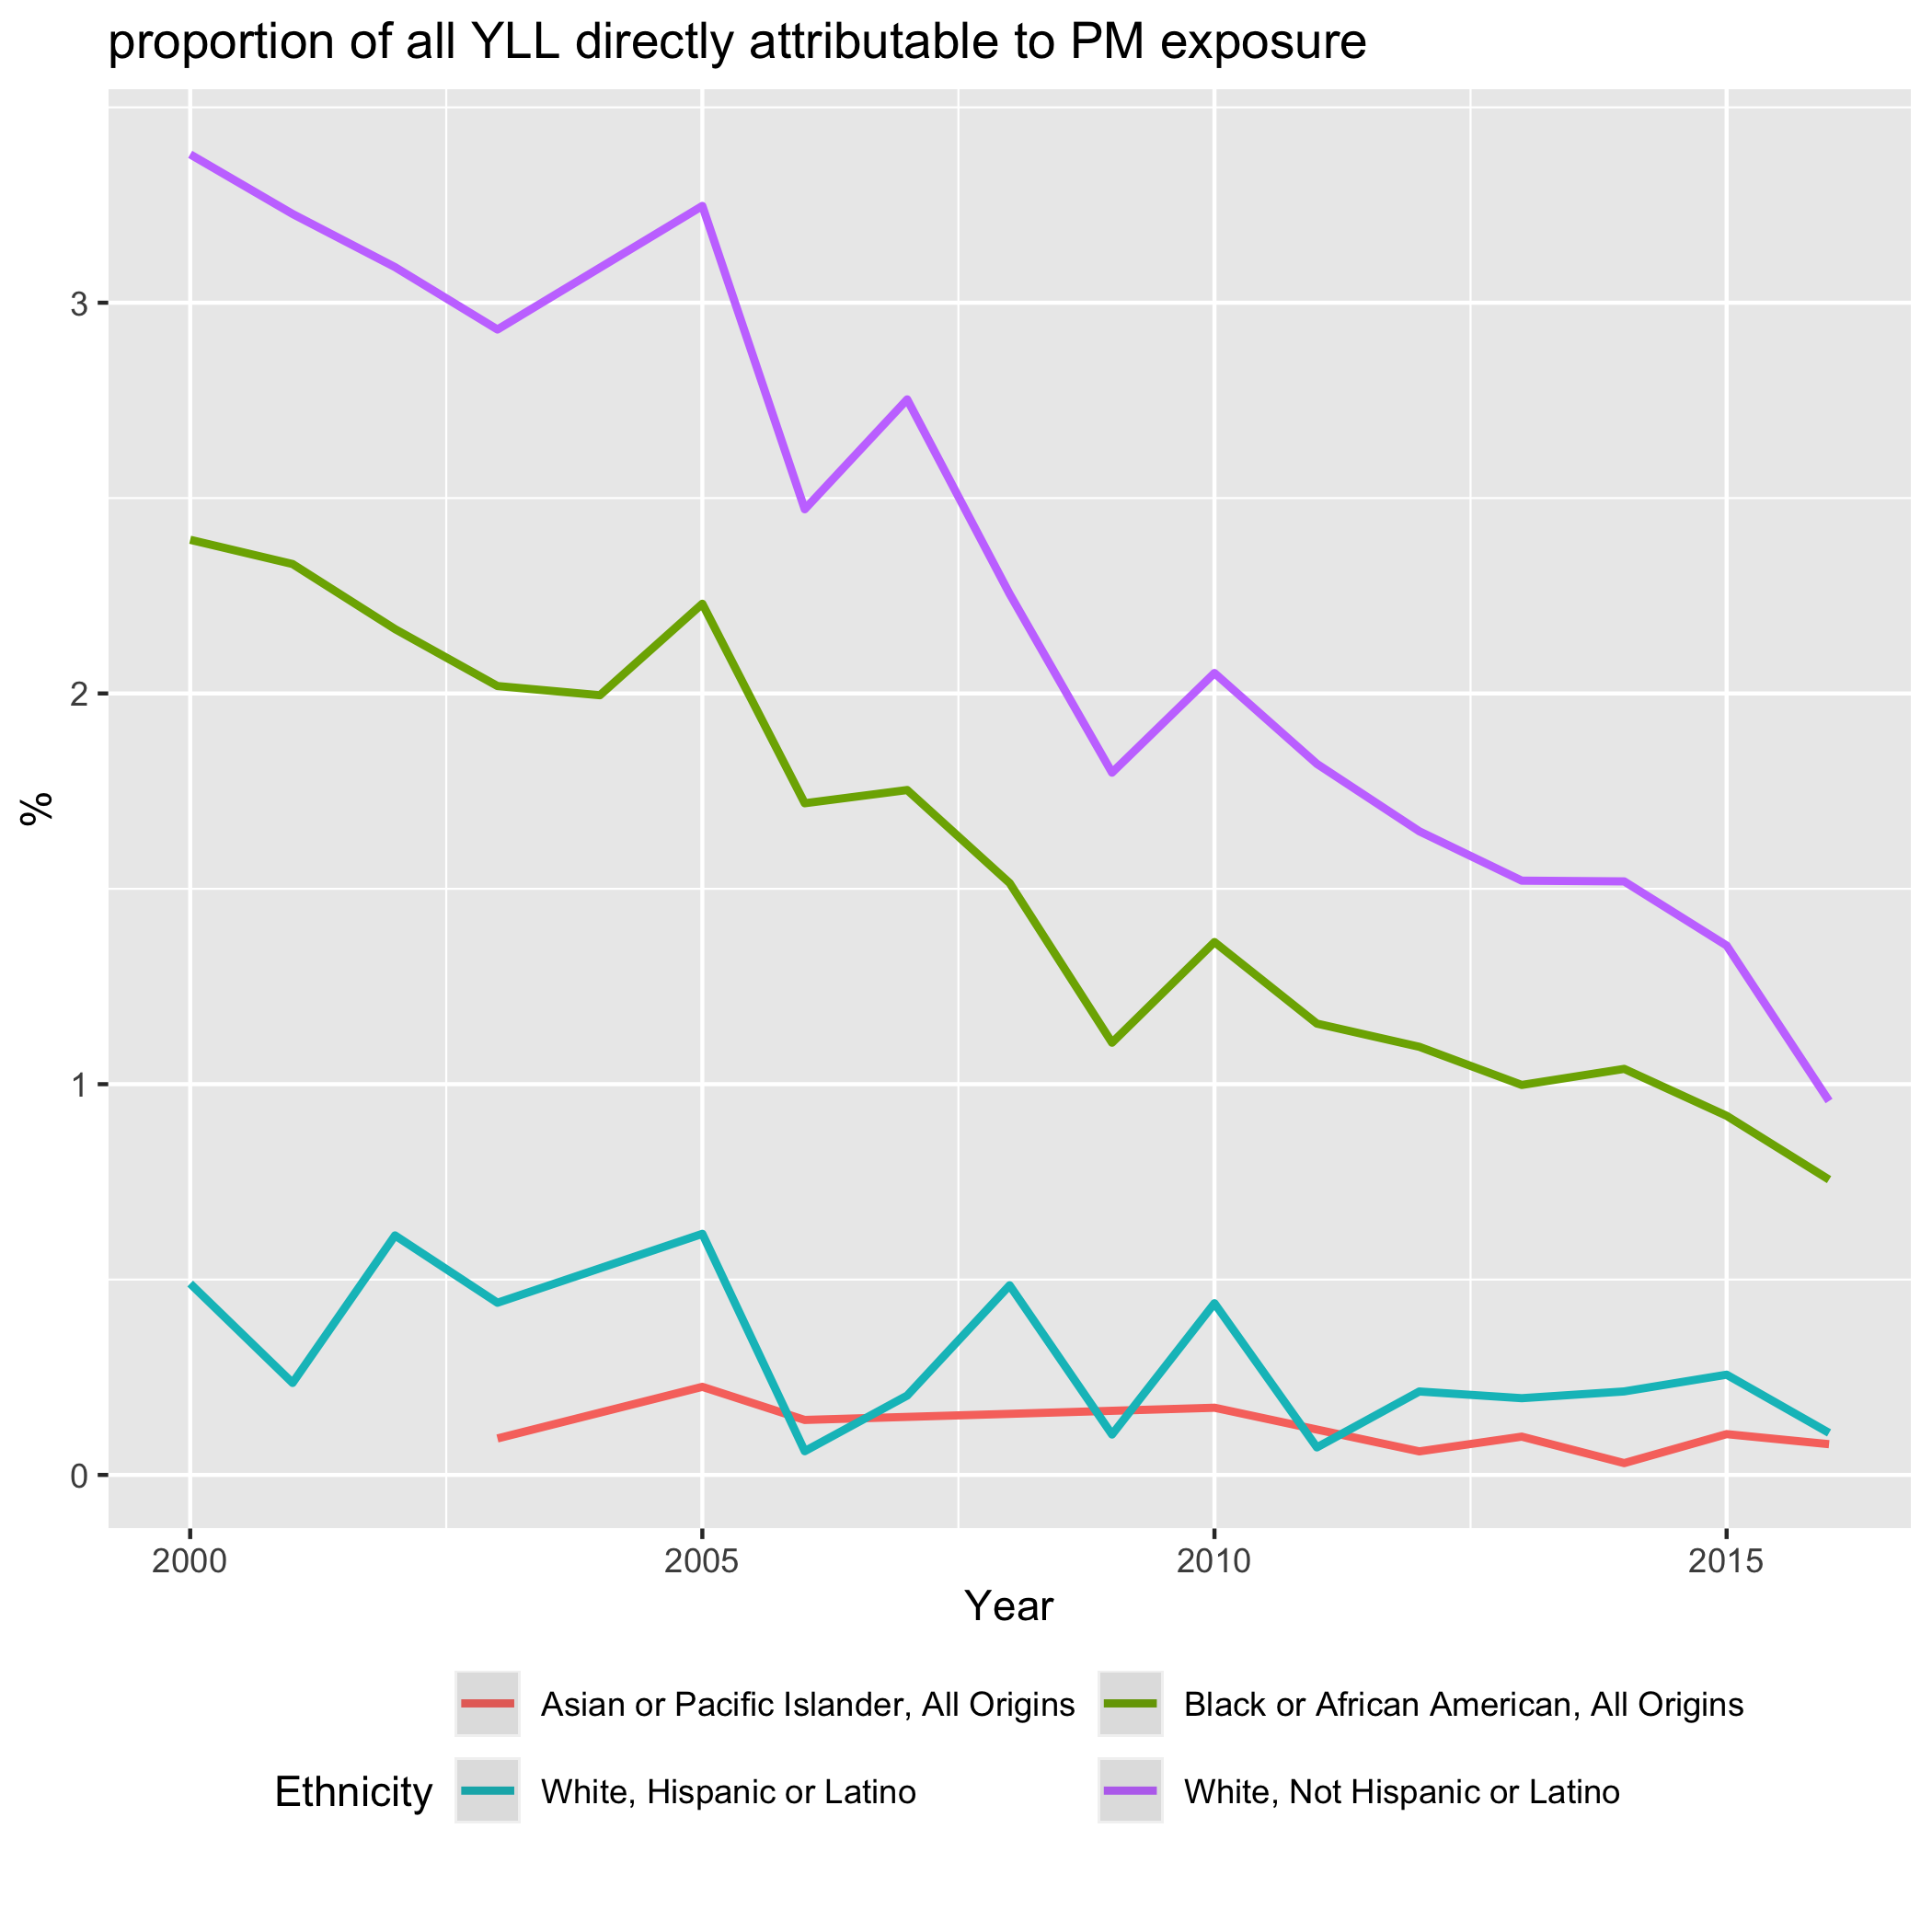 proportion of all YLL directly attributable to PM exposure
%
3
2
1
0
2000 2005 2010 2015
Year
Ethnicity
Asian or Pacific Islander, All Origins
Black or African American, All Origins
White, Hispanic or Latino
White, Not Hispanic or Latino